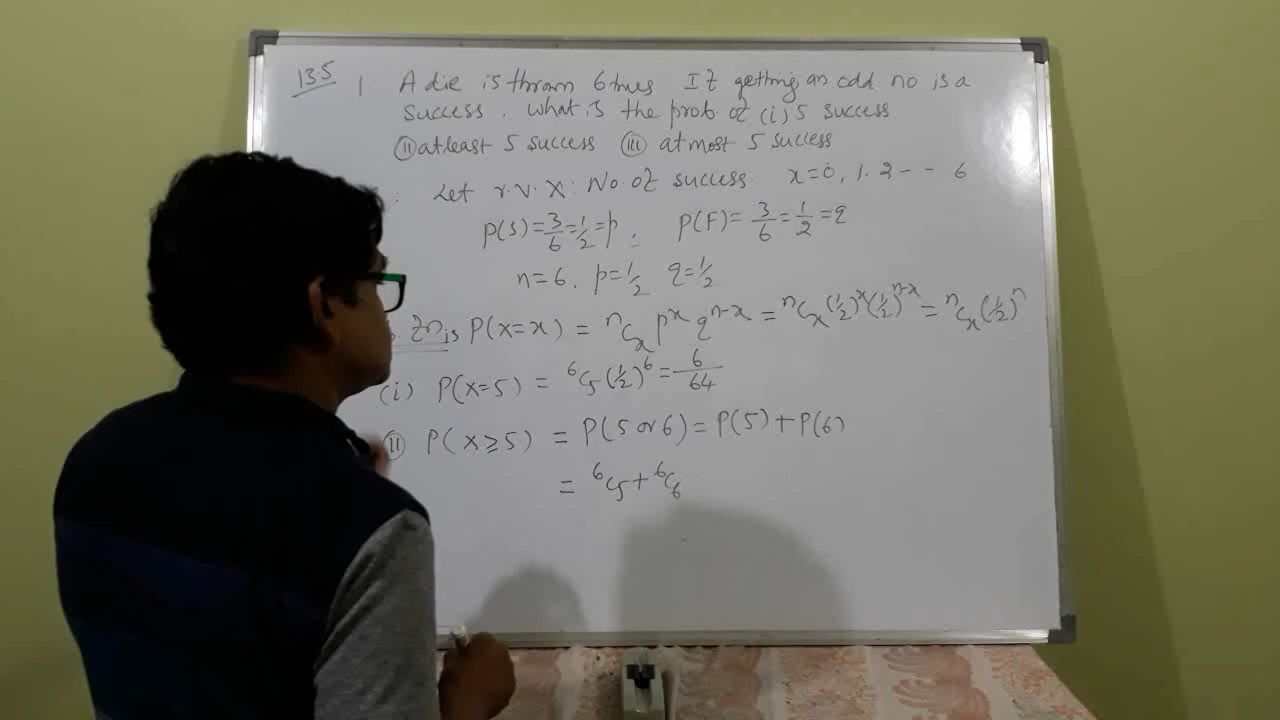 13.5 1. A die is thrown 6 times If getting an odd no is a
success. What is the prob. of (i) 5 success
(ii) atleast 5 success (iii) atmost 5 success
Let r.v. X : No. of success x=0, 1. 2 - - 6
P(S)=3/6=1/2=p, P(F)=3/6=1/2=q
n=6. p=1/2 q=1/2
is P(X=x) = ⁿCₓ pˣ qⁿ⁻ˣ = ⁿCₓ(1/2)ˣ(1/2)ⁿ⁻ˣ = ⁿCₓ(1/2)ⁿ
(i) P(X=5) = ⁶C₅(1/2)⁶=6/64
(ii) P(X≥5) = P(5 or 6) = P(5)+P(6)
= ⁶C₅+⁶C₆